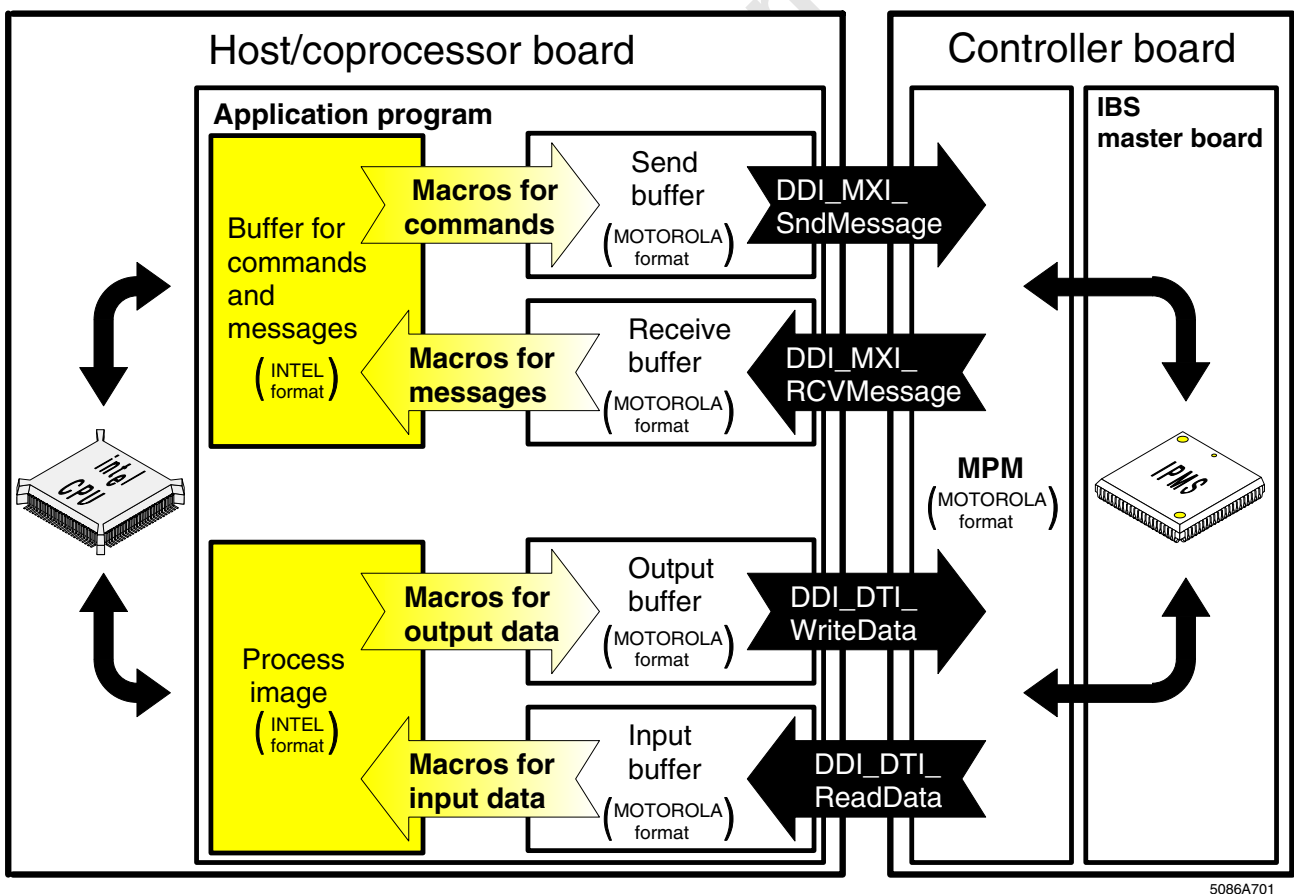 Host/coprocessor board
Controller board
Application program
IBS
master board
Buffer for
commands
and
messages
(INTEL
format)
Macros for
commands
Send
buffer
(MOTOROLA
format)
DDI_MXI_
SndMessage
Macros for
messages
Receive
buffer
(MOTOROLA
format)
DDI_MXI_
RCVMessage
intel
CPU
MPM
(MOTOROLA
format)
IPMS
Process
image
(INTEL
format)
Macros for
output data
Output
buffer
(MOTOROLA
format)
DDI_DTI_
WriteData
Macros for
input data
Input
buffer
(MOTOROLA
format)
DDI_DTI_
ReadData
5086A701